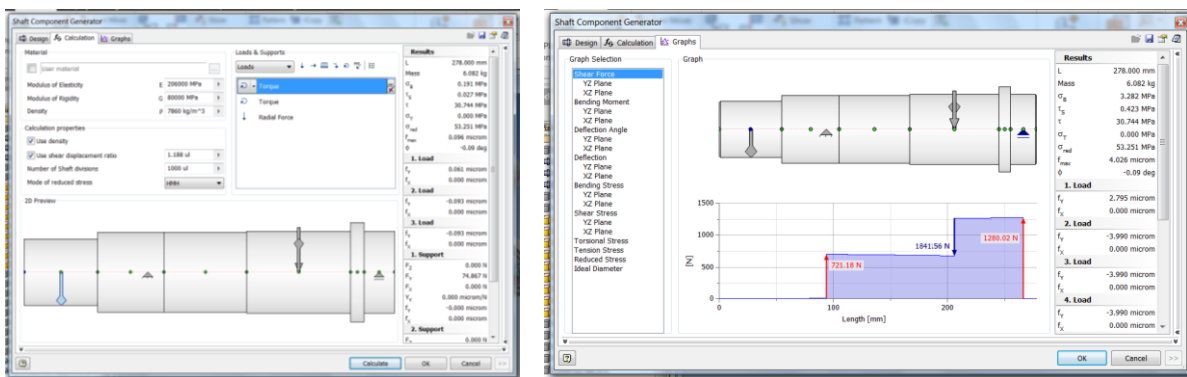 Shaft Component Generator
Design Calculation Graphs
Material
User material
Modulus of Elasticity E 206000 MPa
Modulus of Rigidity G 80000 MPa
Density ρ 7860 kg/m^3
Calculation properties
Use density
Use shear displacement ratio 1.188 ul
Number of Shaft divisions 1000 ul
Mode of reduced stress HMH
2D Preview
Loads & Supports
Loads
Torque
Torque
Radial Force
Results
L 278.000 mm
Mass 6.082 kg
σB 0.191 MPa
τS 0.027 MPa
τ 30.744 MPa
σT 0.000 MPa
σred 53.251 MPa
fmax 0.096 microm
φ -0.09 deg
1. Load
fY 0.061 microm
fX 0.000 microm
2. Load
fY -0.093 microm
fX 0.000 microm
3. Load
fY -0.093 microm
fX 0.000 microm
1. Support
0.000 N
74.867 N
0.000 N
0.000 microm/N
-0.000 microm
0.000 microm
2. Support
0.000 N
Calculate OK Cancel >>
Shaft Component Generator
Design Calculation Graphs
Graph Selection
Shear Force
YZ Plane
XZ Plane
Bending Moment
YZ Plane
XZ Plane
Deflection Angle
YZ Plane
XZ Plane
Deflection
YZ Plane
XZ Plane
Bending Stress
YZ Plane
XZ Plane
Shear Stress
YZ Plane
XZ Plane
Torsional Stress
Tension Stress
Reduced Stress
Ideal Diameter
Graph
1500
1000
500
0
[N]
721.18 N
1841.56 N
1280.02 N
0 100 200
Length [mm]
Results
L 278.000 mm
Mass 6.082 kg
σB 3.282 MPa
τS 0.423 MPa
τ 30.744 MPa
σT 0.000 MPa
σred 53.251 MPa
fmax 4.026 microm
φ -0.09 deg
1. Load
fY 2.795 microm
fX 0.000 microm
2. Load
fY -3.990 microm
fX 0.000 microm
3. Load
fY -3.990 microm
fX 0.000 microm
4. Load
fY -3.990 microm
fX 0.000 microm
OK Cancel >>